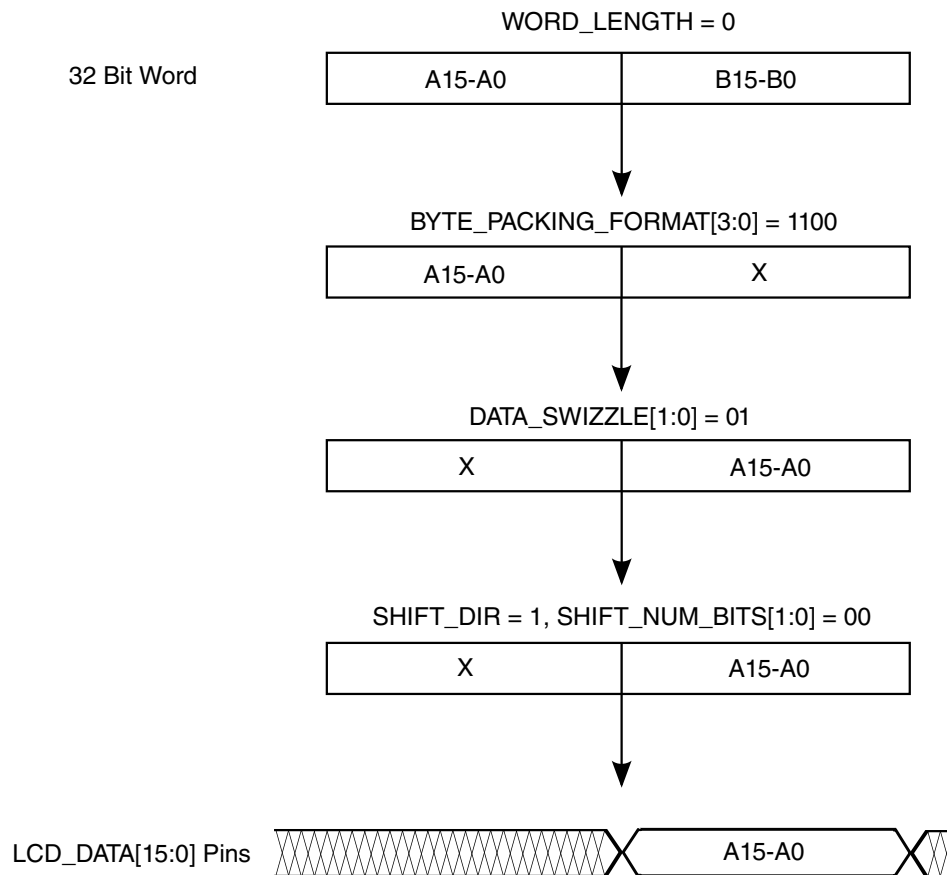 WORD_LENGTH = 0
32 Bit Word
A15-A0
B15-B0
BYTE_PACKING_FORMAT[3:0] = 1100
A15-A0
X
DATA_SWIZZLE[1:0] = 01
X
A15-A0
SHIFT_DIR = 1, SHIFT_NUM_BITS[1:0] = 00
X
A15-A0
LCD_DATA[15:0] Pins
A15-A0